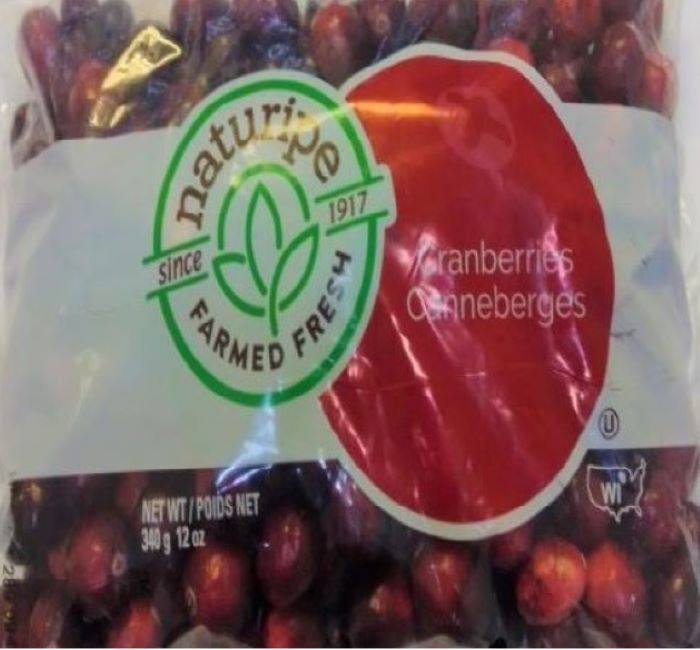 naturipe
since 1917
FARMED FRESH
Cranberries
Canneberges
U
WI
NET WT / POIDS NET
340 g 12 oz